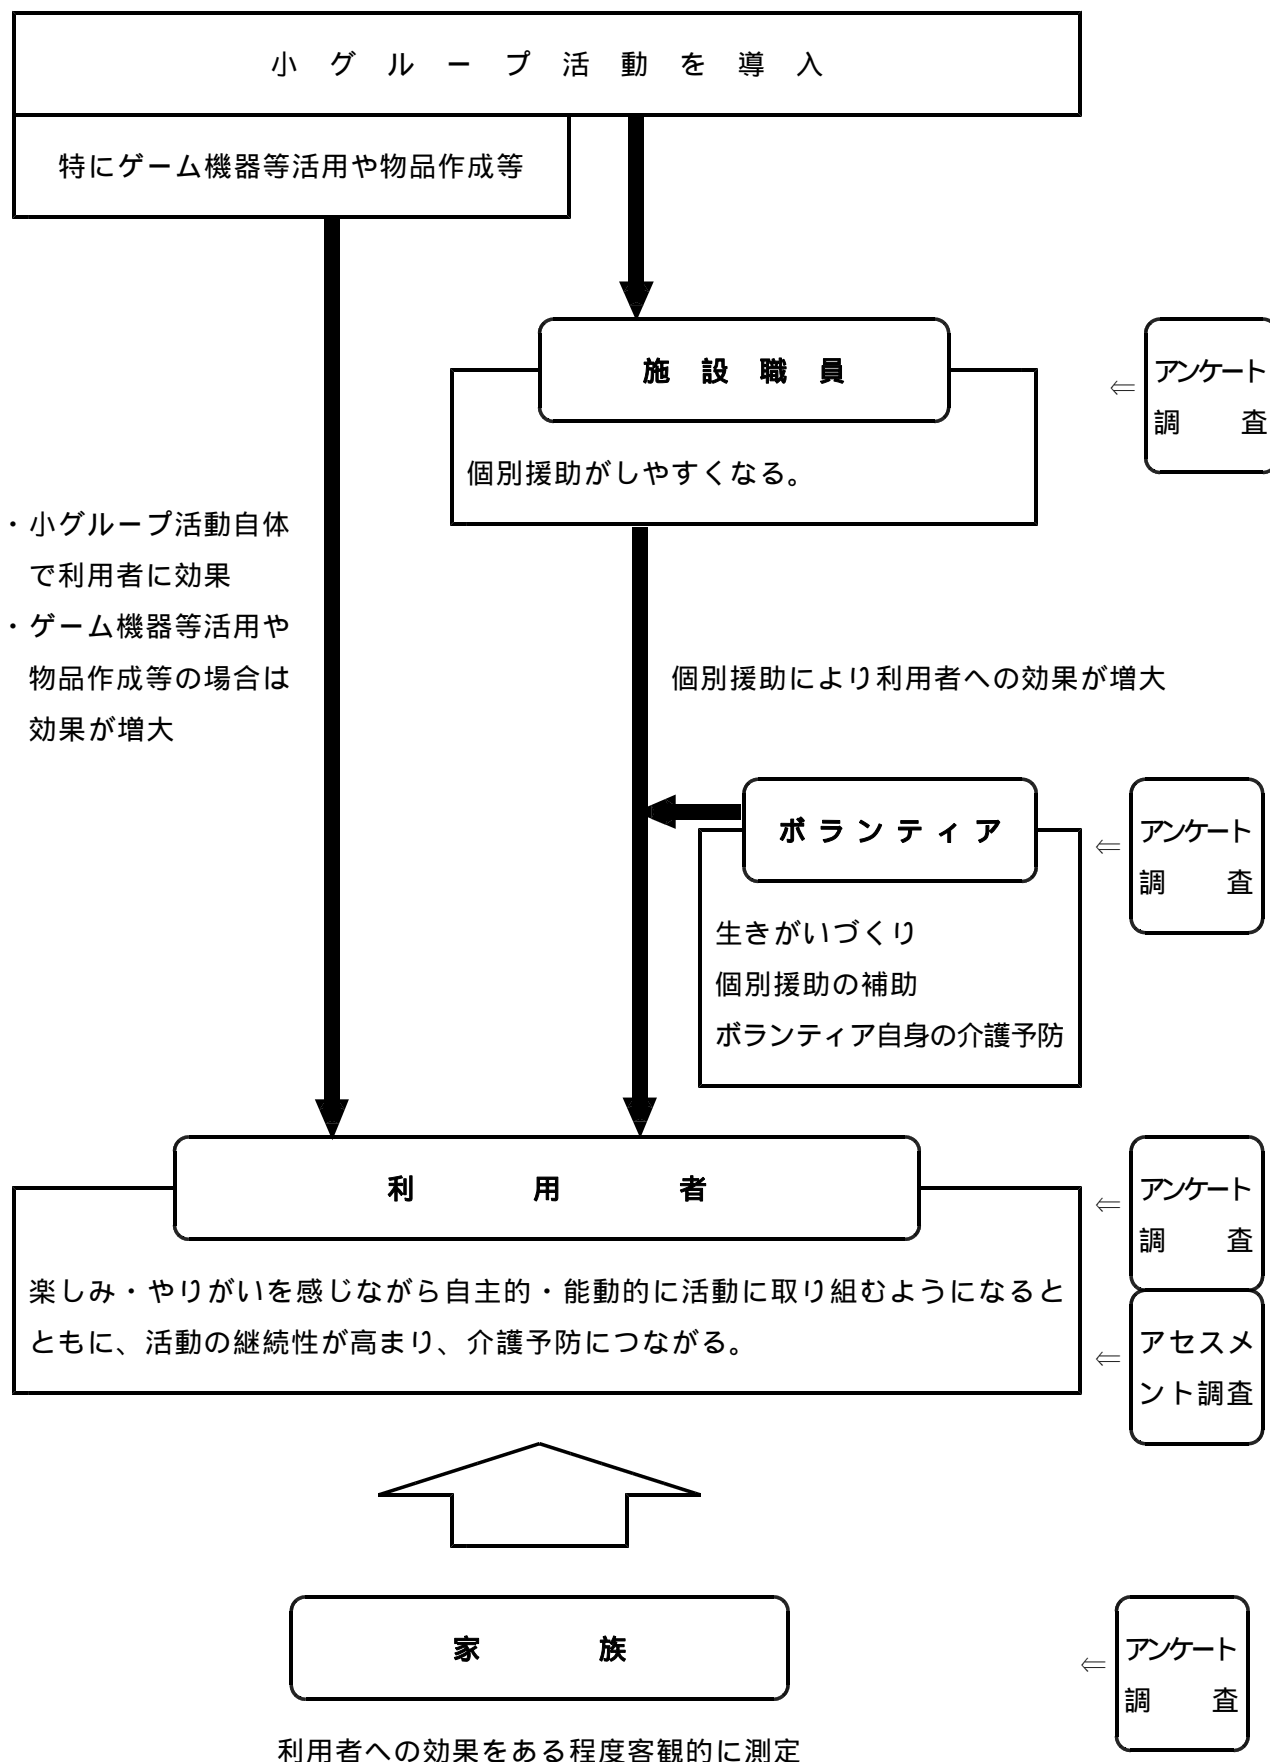 小グループ活動を導入
特にゲーム機器等活用や物品作成等
施設職員
個別援助がしやすくなる。
⇐
アンケート
調査
・小グループ活動自体
で利用者に効果
・ゲーム機器等活用や
物品作成等の場合は
効果が増大
個別援助により利用者への効果が増大
ボランティア
生きがいづくり
個別援助の補助
ボランティア自身の介護予防
⇐
アンケート
調査
利用者
楽しみ・やりがいを感じながら自主的・能動的に活動に取り組むようになると
ともに、活動の継続性が高まり、介護予防につながる。
⇐
アンケート
調査
⇐
アセスメ
ント調査
家族
⇐
アンケート
調査
利用者への効果をある程度客観的に測定